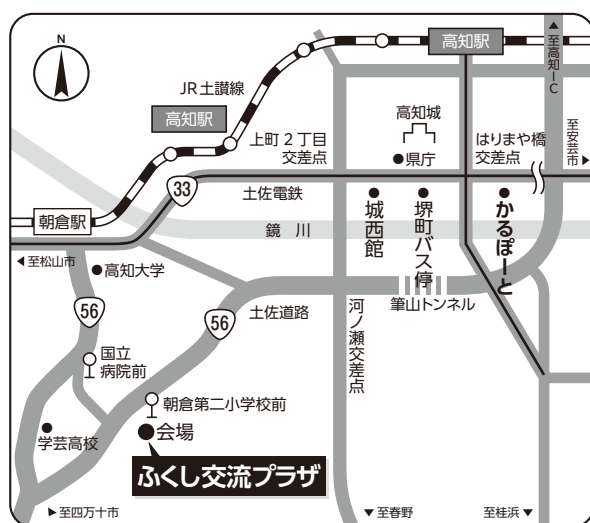 N
高知駅
▲至高知IC
JR土讃線
高知駅
高知城
上町2丁目
交差点
●県庁
はりまや橋
交差点
至安芸市▶
33
土佐電鉄
朝倉駅
●城西館
●堺町バス停
●かるぽーと
鏡川
◀至松山市
●高知大学
56
56
土佐道路
筆山トンネル
河ノ瀬交差点
国立
病院前
朝倉第二小学校前
学芸高校
●会場
ふくし交流プラザ
▶至四万十市
▼至春野
至桂浜▼